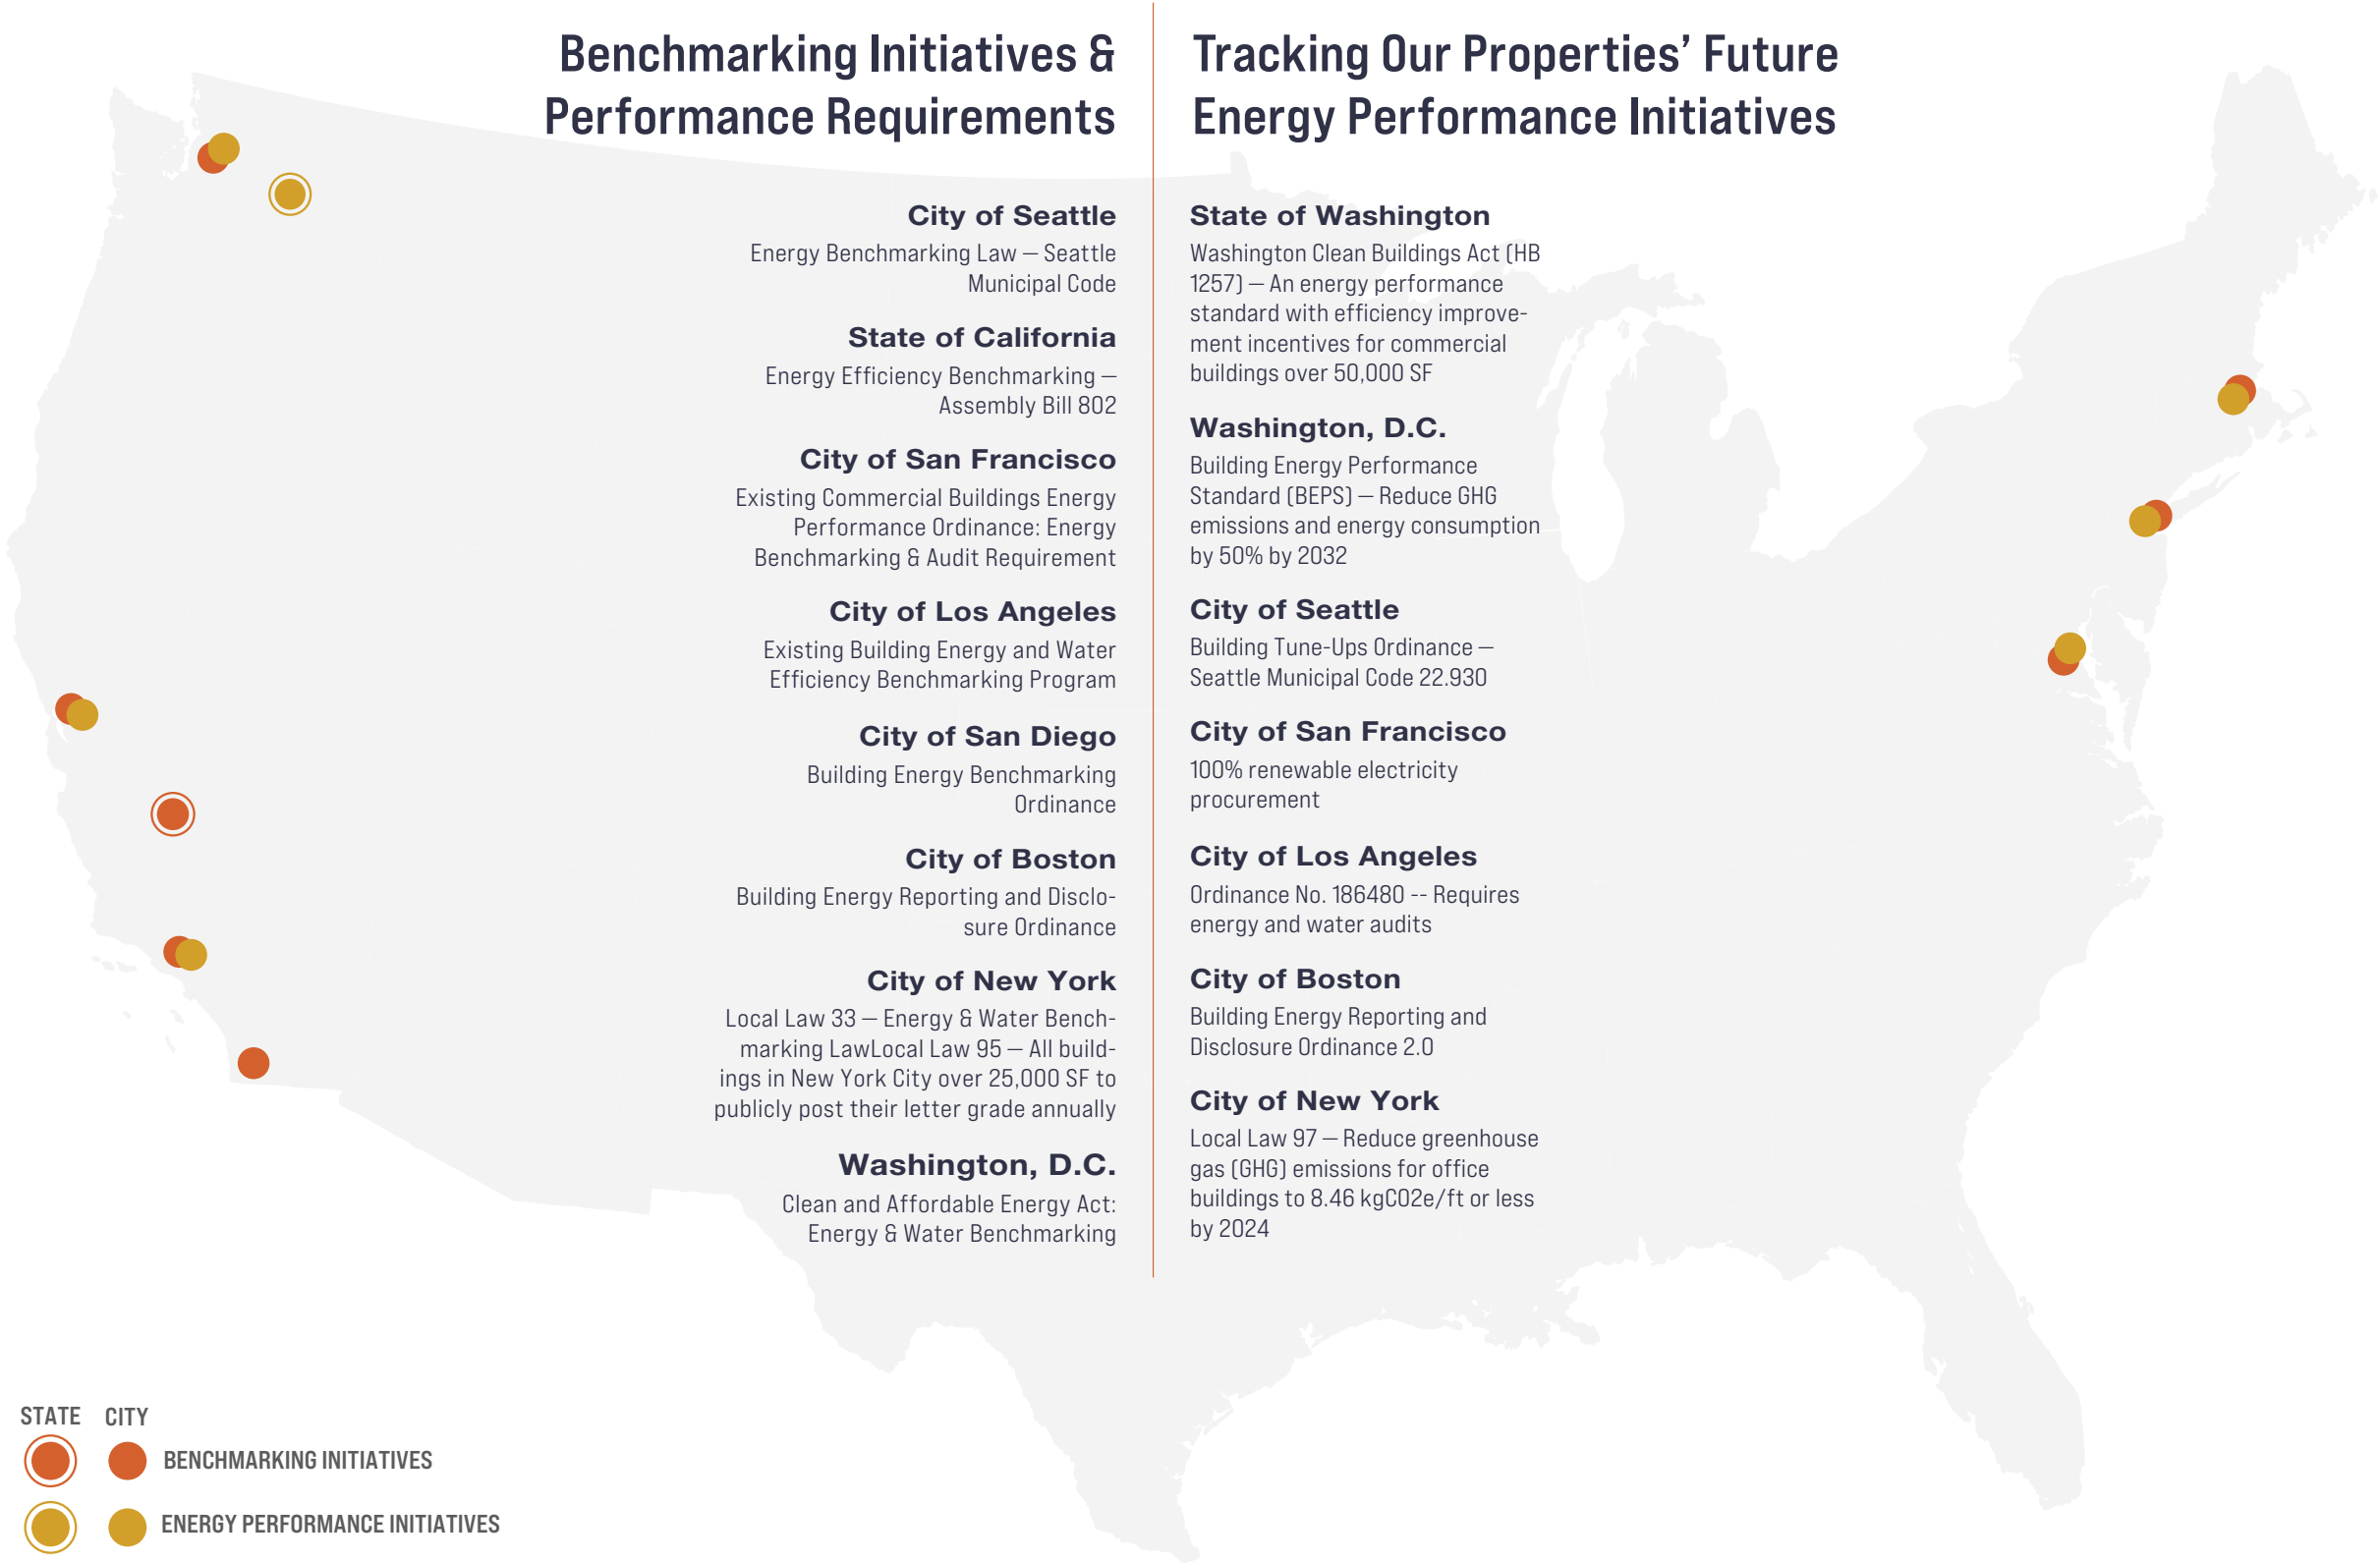 Benchmarking Initiatives &
Performance Requirements
City of Seattle
Energy Benchmarking Law – Seattle
Municipal Code
State of California
Energy Efficiency Benchmarking –
Assembly Bill 802
City of San Francisco
Existing Commercial Buildings Energy
Performance Ordinance: Energy
Benchmarking & Audit Requirement
City of Los Angeles
Existing Building Energy and Water
Efficiency Benchmarking Program
City of San Diego
Building Energy Benchmarking
Ordinance
City of Boston
Building Energy Reporting and Disclo-
sure Ordinance
City of New York
Local Law 33 – Energy & Water Bench-
marking LawLocal Law 95 – All build-
ings in New York City over 25,000 SF to
publicly post their letter grade annually
Washington, D.C.
Clean and Affordable Energy Act:
Energy & Water Benchmarking
Tracking Our Properties’ Future
Energy Performance Initiatives
State of Washington
Washington Clean Buildings Act (HB
1257) – An energy performance
standard with efficiency improve-
ment incentives for commercial
buildings over 50,000 SF
Washington, D.C.
Building Energy Performance
Standard (BEPS) – Reduce GHG
emissions and energy consumption
by 50% by 2032
City of Seattle
Building Tune-Ups Ordinance –
Seattle Municipal Code 22.930
City of San Francisco
100% renewable electricity
procurement
City of Los Angeles
Ordinance No. 186480 -- Requires
energy and water audits
City of Boston
Building Energy Reporting and
Disclosure Ordinance 2.0
City of New York
Local Law 97 – Reduce greenhouse
gas (GHG) emissions for office
buildings to 8.46 kgCO2e/ft or less
by 2024
STATE CITY
BENCHMARKING INITIATIVES
ENERGY PERFORMANCE INITIATIVES